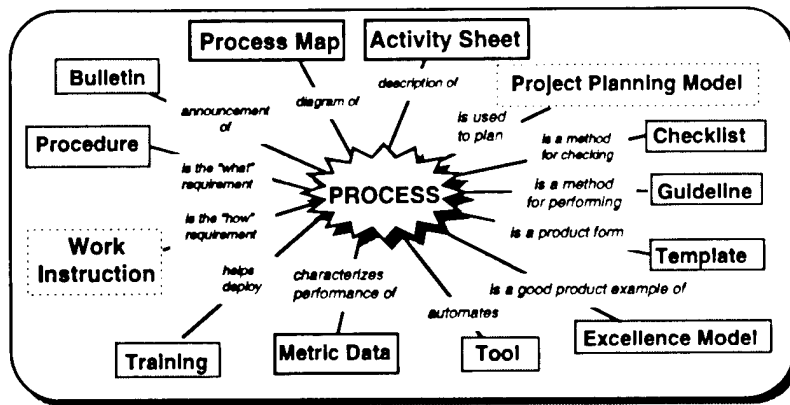 Process Map
Activity Sheet
Bulletin
announcement
of
diagram of
description of
Project Planning Model
is used
to plan
Procedure
is the "what"
requirement
is a method
for checking
Checklist
PROCESS
is a method
for performing
Guideline
Work
Instruction
is the "how"
requirement
is a product form
Template
helps
deploy
characterizes
performance of
is a good product example of
automates
Training
Metric Data
Tool
Excellence Model